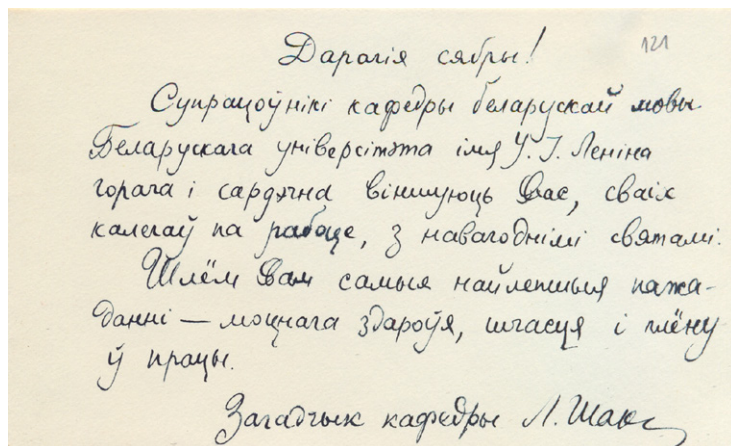 Дарагія сябры! 121
Супрацоўнікі кафедры беларускай мовы
Беларускага універсітэта імя У. І. Леніна
горача і сардэчна віншуюць Вас, сваіх
калегаў па рабоце, з навагоднімі святамі.
Шлём Вам самыя найлепшыя пажа-
данні — моцнага здароўя, шчасця і плёну
ў працы.
Загадчык кафедры Л. Шак